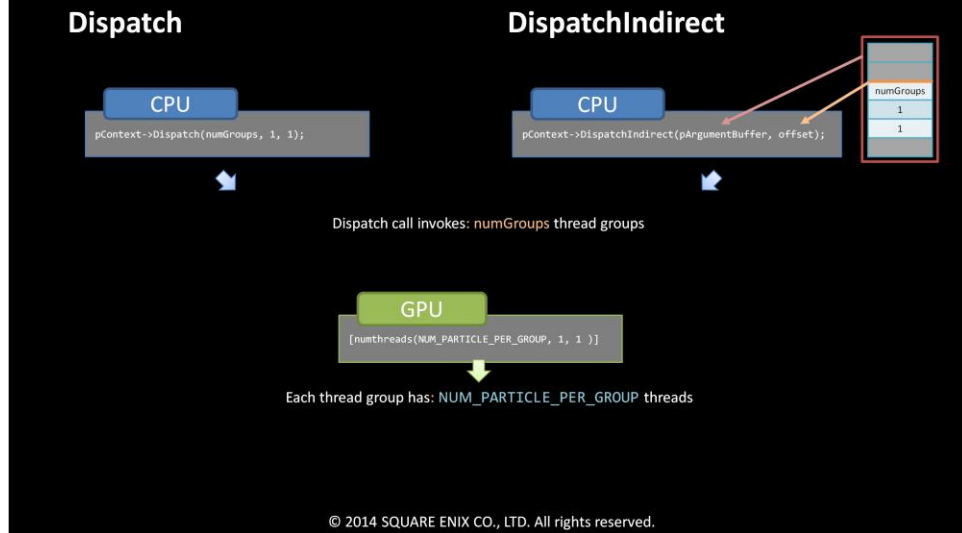 Dispatch
DispatchIndirect
CPU
pContext->Dispatch(numGroups, 1, 1);
CPU
pContext->DispatchIndirect(pArgumentBuffer, offset);
numGroups
1
1
Dispatch call invokes: numGroups thread groups
GPU
[numthreads(NUM_PARTICLE_PER_GROUP, 1, 1 )]
Each thread group has: NUM_PARTICLE_PER_GROUP threads
© 2014 SQUARE ENIX CO., LTD. All rights reserved.